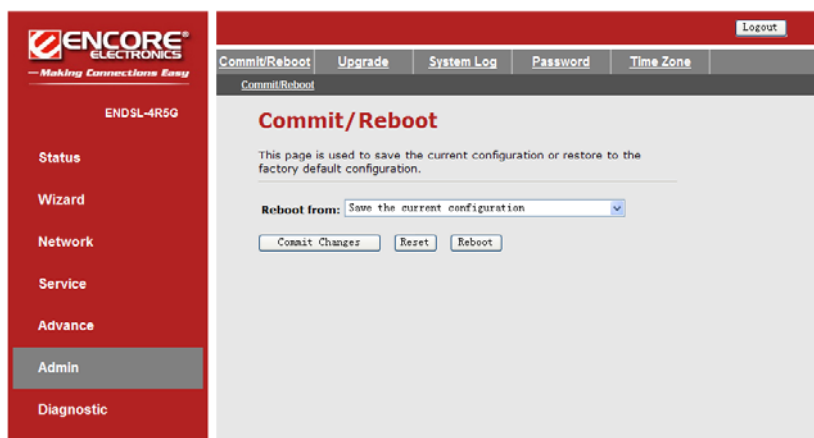 ENCORE®
ELECTRONICS
Making Connections Easy
ENDSL-4R5G
Status
Wizard
Network
Service
Advance
Admin
Diagnostic
Logout
Commit/Reboot Upgrade System Log Password Time Zone
Commit/Reboot
Commit/Reboot
This page is used to save the current configuration or restore to the
factory default configuration.
Reboot from: Save the current configuration
Commit Changes Reset Reboot